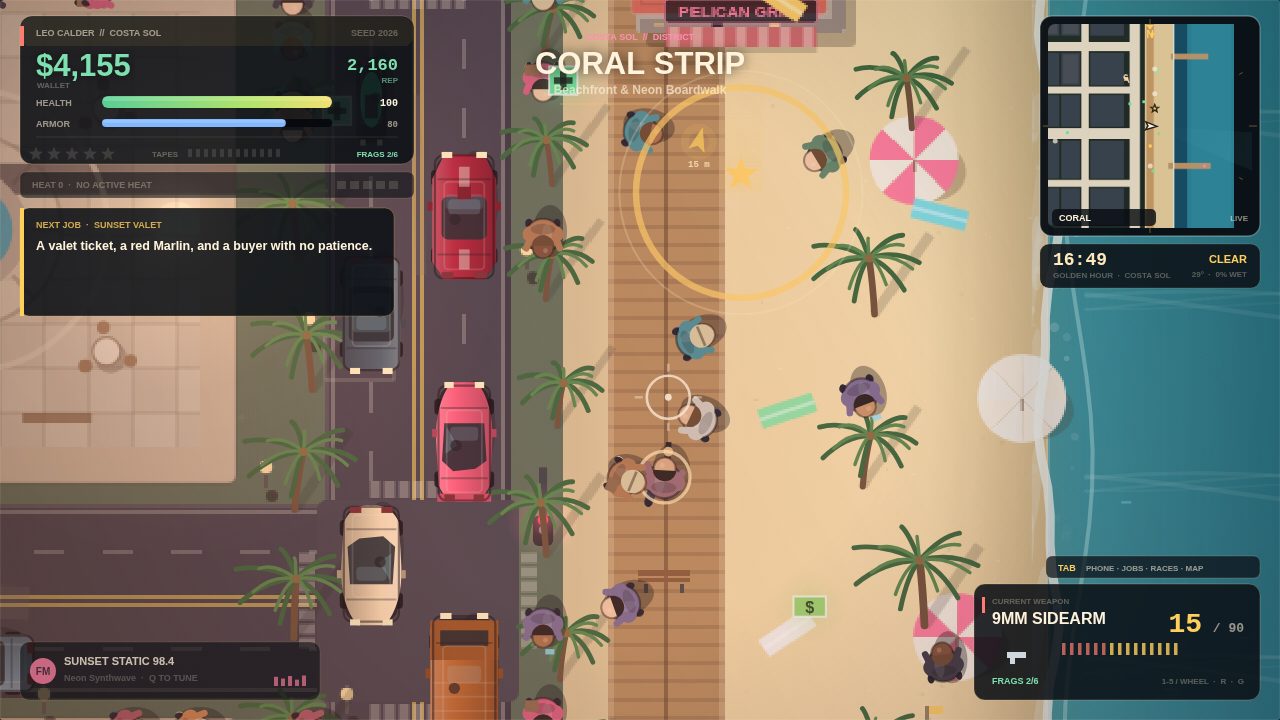 LEO CALDER // COSTA SOL
SEED 2026
$4,155
WALLET
2,160
REP
HEALTH
100
ARMOR
80
TAPES
FRAGS 2/6
HEAT 0 · NO ACTIVE HEAT
NEXT JOB · SUNSET VALET
A valet ticket, a red Marlin, and a buyer with no patience.
PELICAN
COSTA SOL // DISTRICT
CORAL STRIP
Beachfront & Neon Boardwalk
15 m
N
CORAL
LIVE
16:49
CLEAR
GOLDEN HOUR · COSTA SOL
29° · 0% WET
$
TAB PHONE · JOBS · RACES · MAP
CURRENT WEAPON
9MM SIDEARM
15 / 90
FRAGS 2/6
1-5 / WHEEL · R · G
FM
SUNSET STATIC 98.4
Neon Synthwave · Q TO TUNE